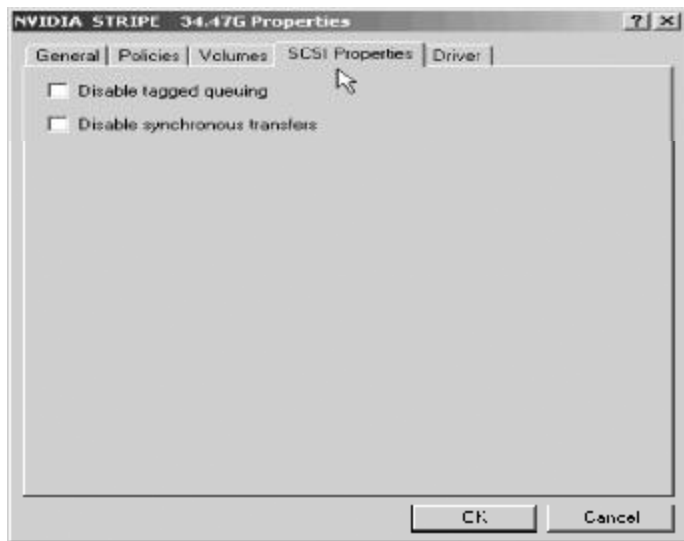 NVIDIA STRIPE 34.47G Properties
General Policies Volumes SCSI Properties Driver
Disable tagged queuing
Disable synchronous transfers
OK Cancel